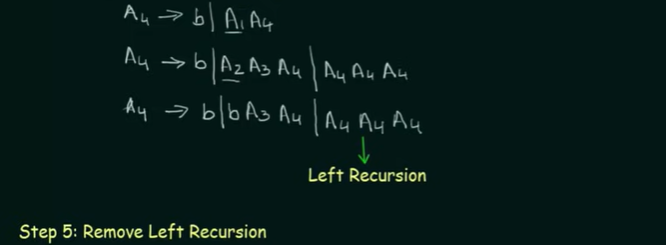 A₄ → b | A₁ A₄
A₄ → b | A₂ A₃ A₄ | A₄ A₄ A₄
A₄ → b | b A₃ A₄ | A₄ A₄ A₄
Left Recursion
Step 5: Remove Left Recursion